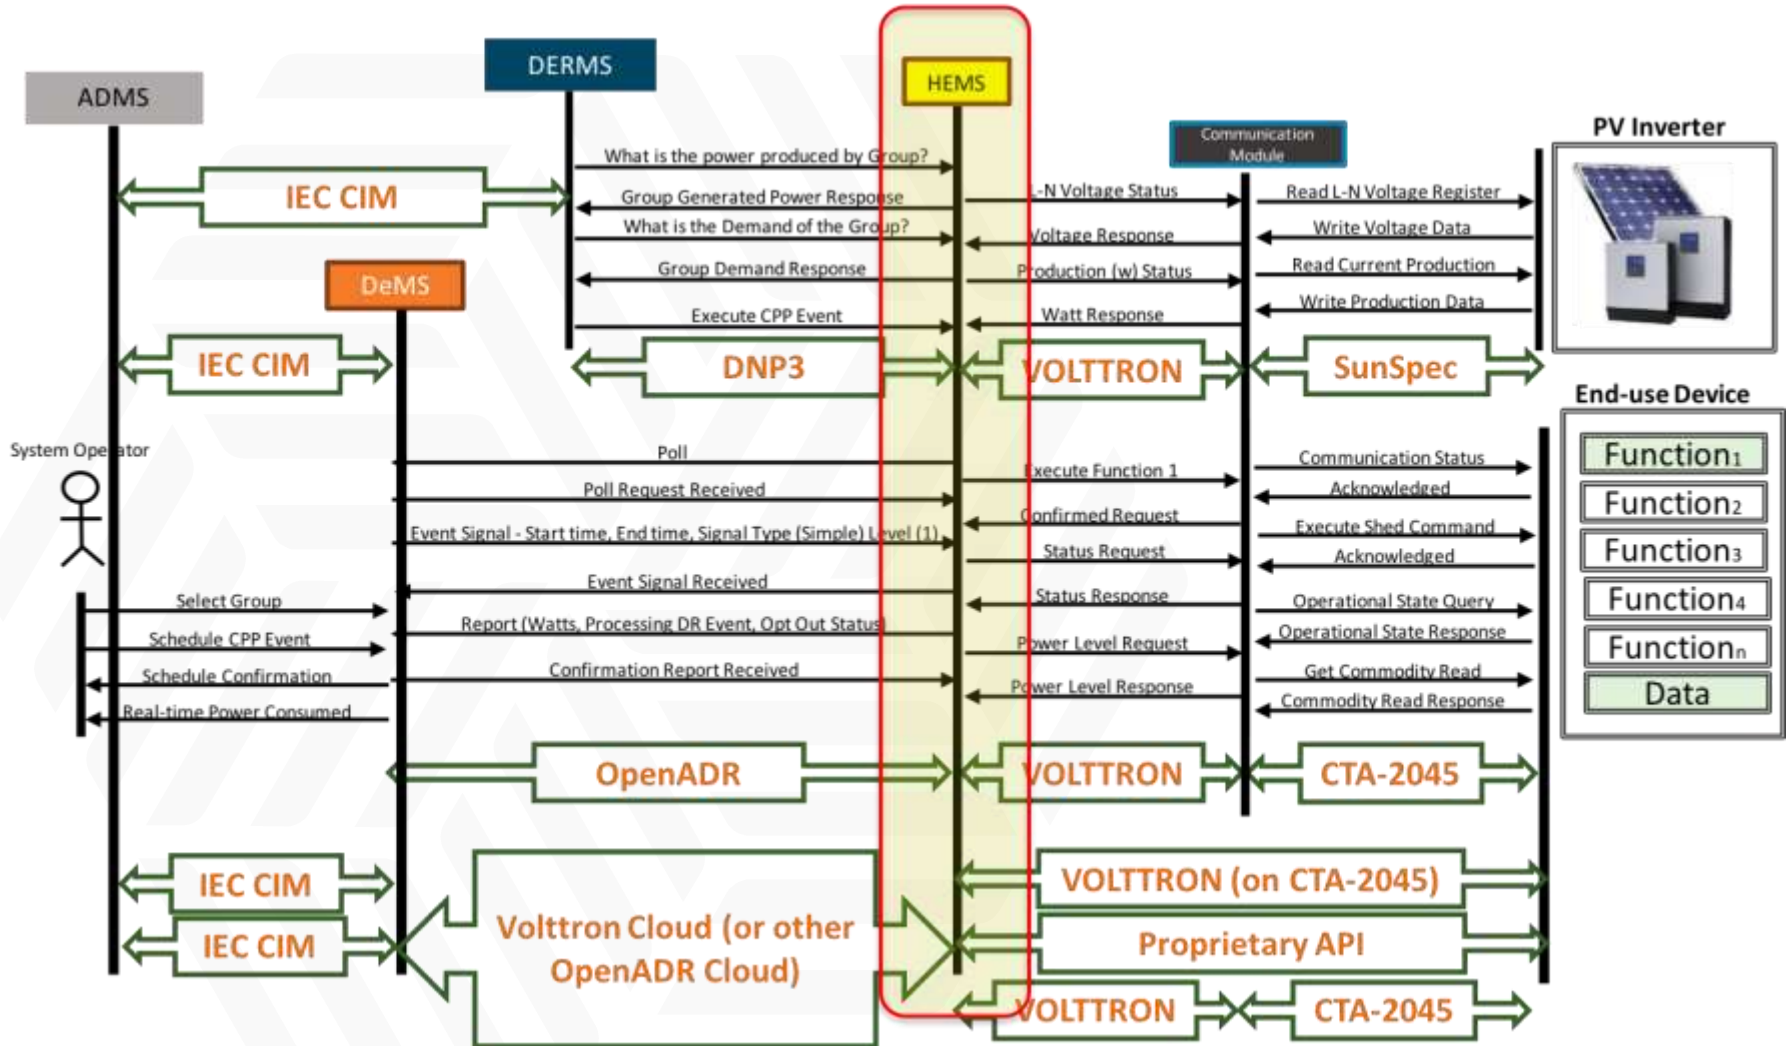 DERMS
ADMS
HEMS
Communication
Module
PV Inverter
What is the power produced by Group?
IEC CIM
Group Generated Power Response
L-N Voltage Status
Read L-N Voltage Register
What is the Demand of the Group?
Voltage Response
Write Voltage Data
DeMS
Group Demand Response
Production (w) Status
Read Current Production
Execute CPP Event
Watt Response
Write Production Data
IEC CIM
DNP3
VOLTTRON
SunSpec
End-use Device
System Operator
Poll
Execute Function 1
Communication Status
Function₁
Poll Request Received
Acknowledged
Function₂
Confirmed Request
Event Signal - Start time, End time, Signal Type (Simple) Level (1)
Execute Shed Command
Function₃
Status Request
Acknowledged
Event Signal Received
Select Group
Status Response
Operational State Query
Function₄
Report (Watts, Processing DR Event, Opt Out Status)
Schedule CPP Event
Power Level Request
Operational State Response
Functionₙ
Schedule Confirmation
Confirmation Report Received
Power Level Response
Get Commodity Read
Data
Real-time Power Consumed
Commodity Read Response
OpenADR
VOLTTRON
CTA-2045
IEC CIM
VOLTTRON (on CTA-2045)
IEC CIM
Volttron Cloud (or other
OpenADR Cloud)
Proprietary API
VOLTTRON
CTA-2045